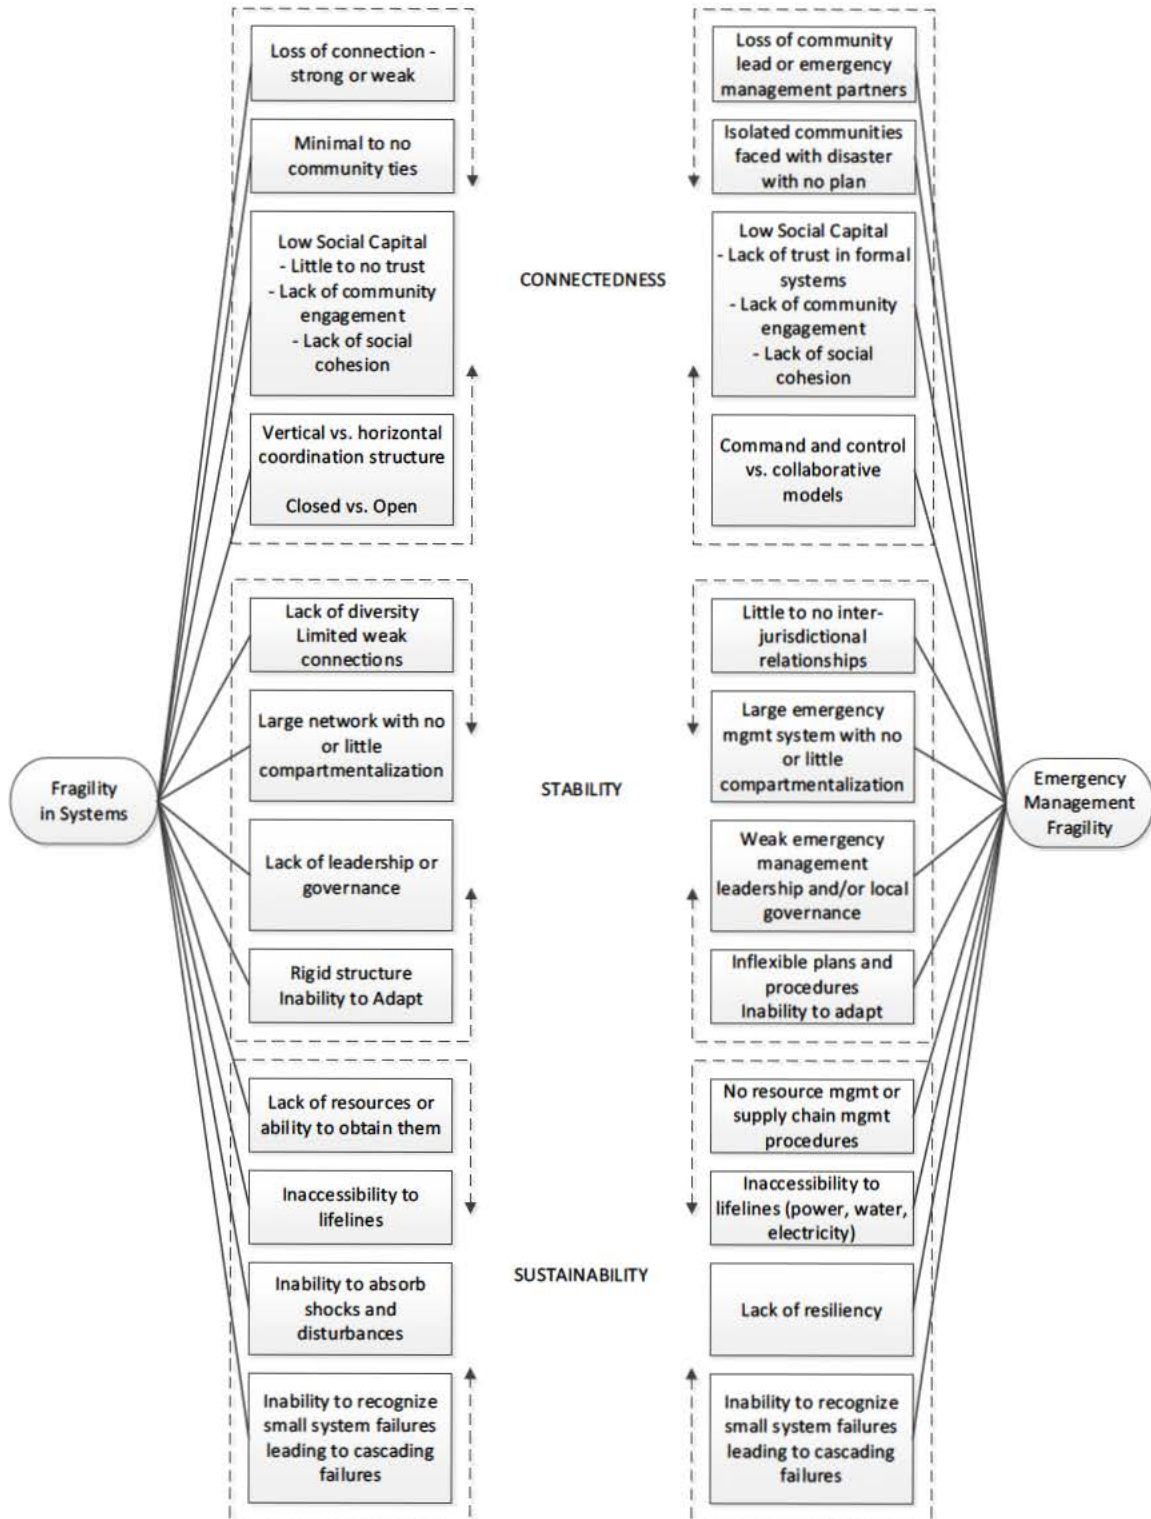 Loss of connection -
strong or weak
Minimal to no
community ties
Low Social Capital
- Little to no trust
- Lack of community
engagement
- Lack of social
cohesion
Vertical vs. horizontal
coordination structure
Closed vs. Open
Loss of community
lead or emergency
management partners
Isolated communities
faced with disaster
with no plan
Low Social Capital
- Lack of trust in formal
systems
- Lack of community
engagement
- Lack of social
cohesion
Command and control
vs. collaborative
models
CONNECTEDNESS
Lack of diversity
Limited weak
connections
Large network with no
or little
compartmentalization
Lack of leadership or
governance
Rigid structure
Inability to Adapt
Little to no inter-
jurisdictional
relationships
Large emergency
mgmt system with no
or little
compartmentalization
Weak emergency
management
leadership and/or local
governance
Inflexible plans and
procedures
Inability to adapt
STABILITY
Fragility
in Systems
Emergency
Management
Fragility
Lack of resources or
ability to obtain them
Inaccessibility to
lifelines
Inability to absorb
shocks and
disturbances
Inability to recognize
small system failures
leading to cascading
failures
No resource mgmt or
supply chain mgmt
procedures
Inaccessibility to
lifelines (power, water,
electricity)
Lack of resiliency
Inability to recognize
small system failures
leading to cascading
failures
SUSTAINABILITY